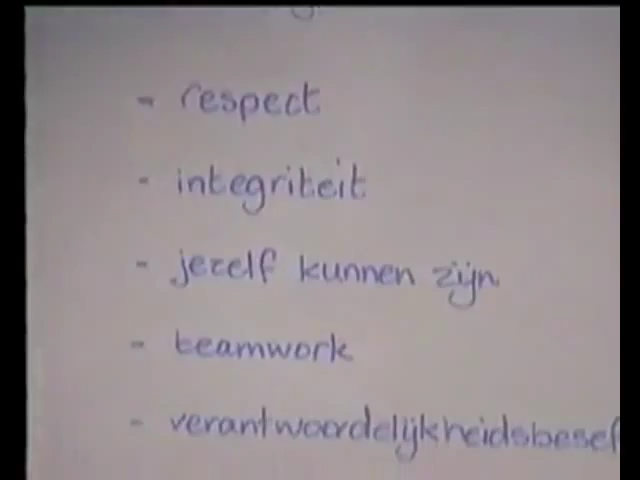 - respect
- integriteit
- jezelf kunnen zijn
- teamwork
- verantwoordelijkheidsbesef